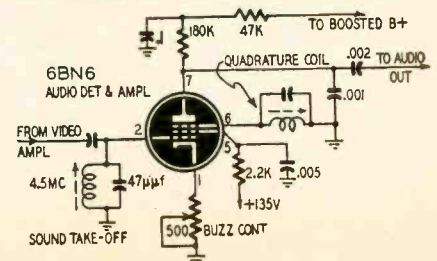 180K
47K
TO BOOSTED B+
.1
QUADRATURE COIL
.002
TO AUDIO OUT
7
6BN6
AUDIO DET & AMPL
.001
6
FROM VIDEO AMPL
2
5
2.2K
.005
4.5MC
47µµf
1
+135V
500
BUZZ CONT
SOUND TAKE-OFF